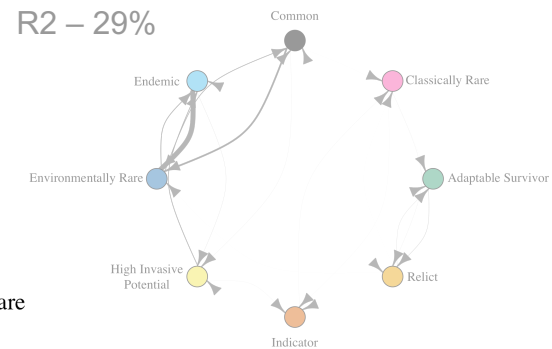 R2 – 29%
Common
Endemic
Classically Rare
Environmentally Rare
Adaptable Survivor
High Invasive
Potential
Relict
are
Indicator